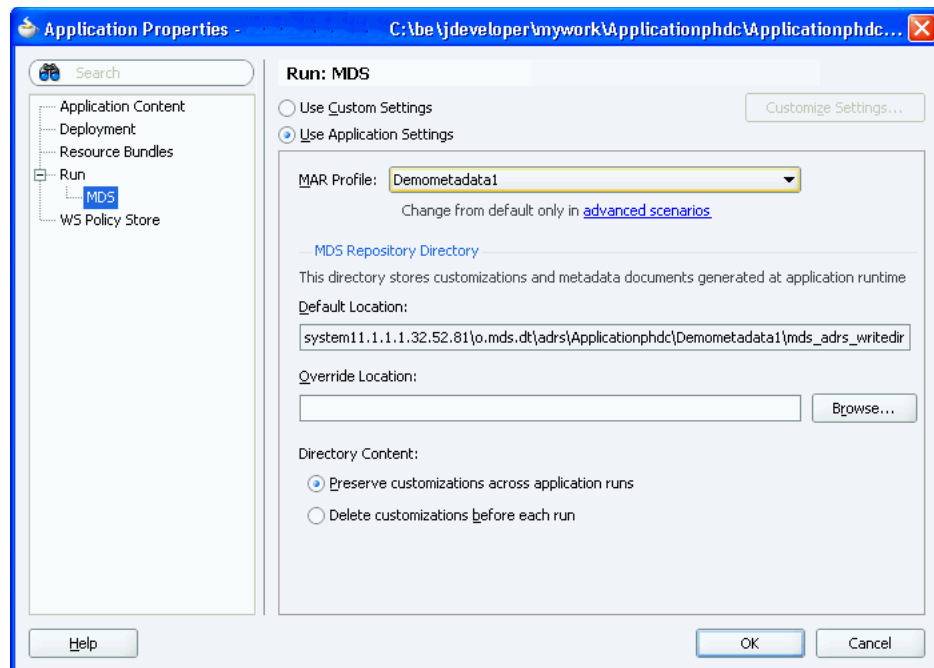 Application Properties - C:\be\jdeveloper\mywork\Applicationphdc\Applicationphdc...
Search
Application Content
Deployment
Resource Bundles
Run
MDS
WS Policy Store
Run: MDS
Use Custom Settings
Customize Settings...
Use Application Settings
MAR Profile: Demometadata1
Change from default only in advanced scenarios
MDS Repository Directory
This directory stores customizations and metadata documents generated at application runtime
Default Location:
system11.1.1.1.32.52.81\o.mds.dt\adrs\Applicationphdc\Demometadata1\mds_adrs_writedir
Override Location:
Browse...
Directory Content:
Preserve customizations across application runs
Delete customizations before each run
Help
OK
Cancel